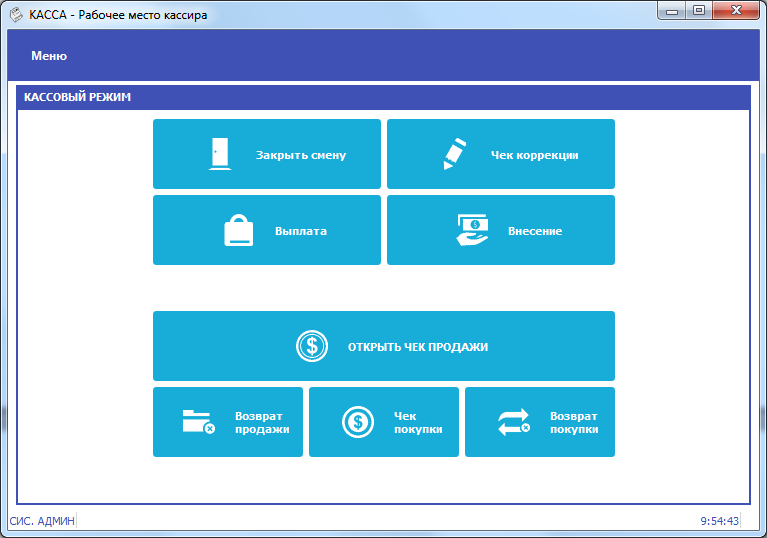 КАССА - Рабочее место кассира
Меню
КАССОВЫЙ РЕЖИМ
Закрыть смену
Чек коррекции
Выплата
Внесение
ОТКРЫТЬ ЧЕК ПРОДАЖИ
Возврат
продажи
Чек
покупки
Возврат
покупки
СИС. АДМИН
9:54:43